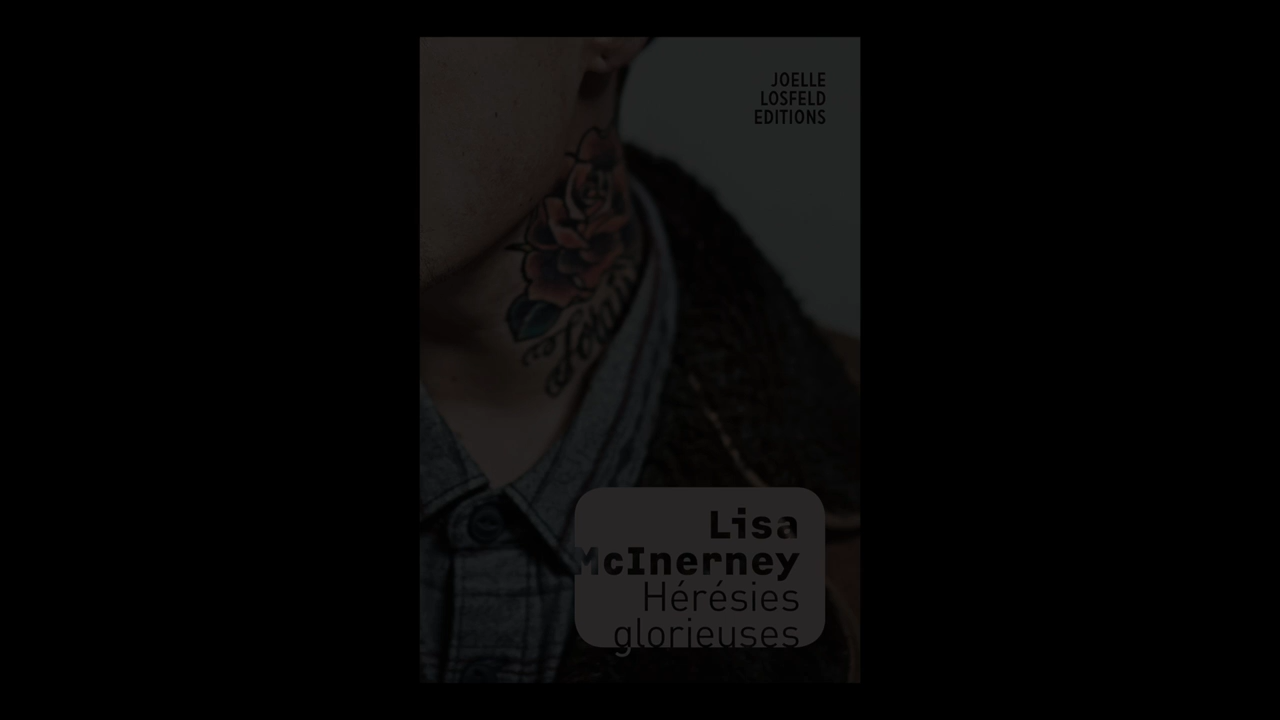 JOELLE
LOSFELD
EDITIONS
Lisa
McInerney
Hérésies
glorieuses